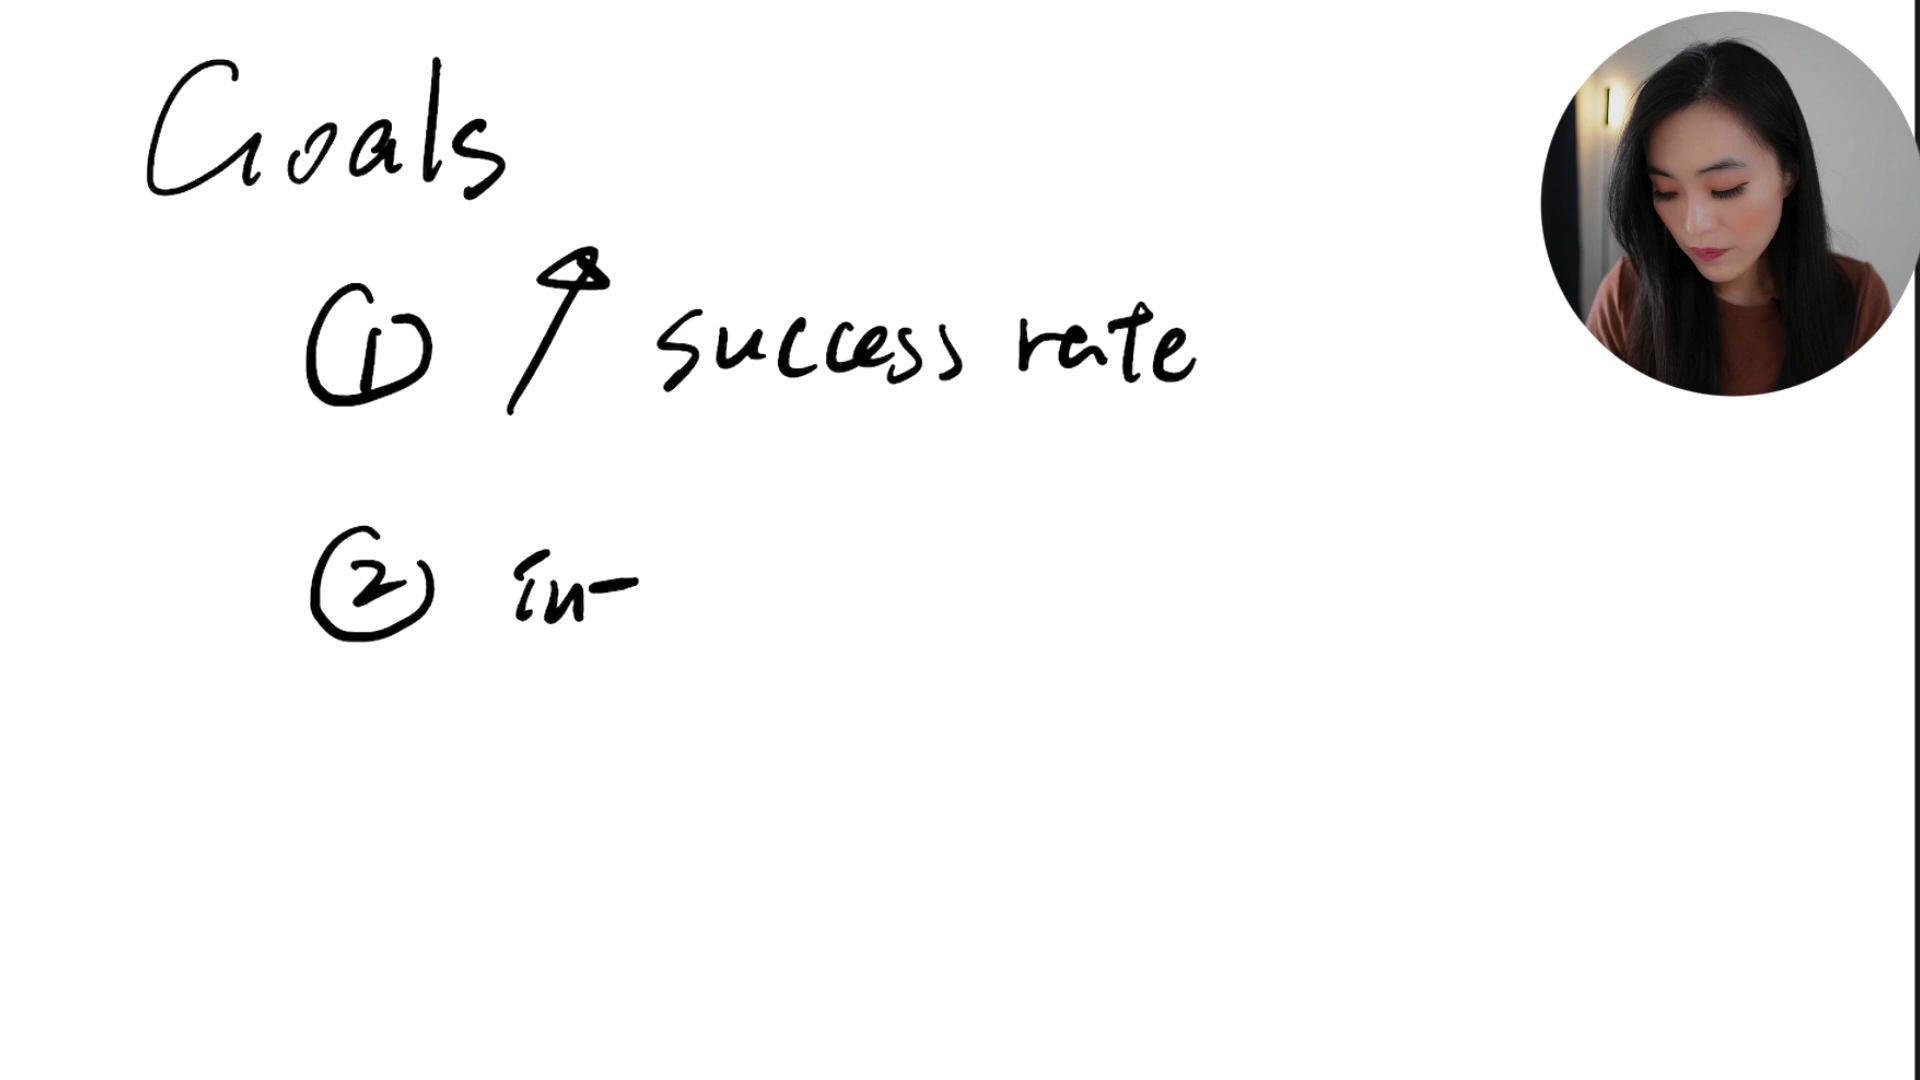 Goals
① ↗ success rate
② in-